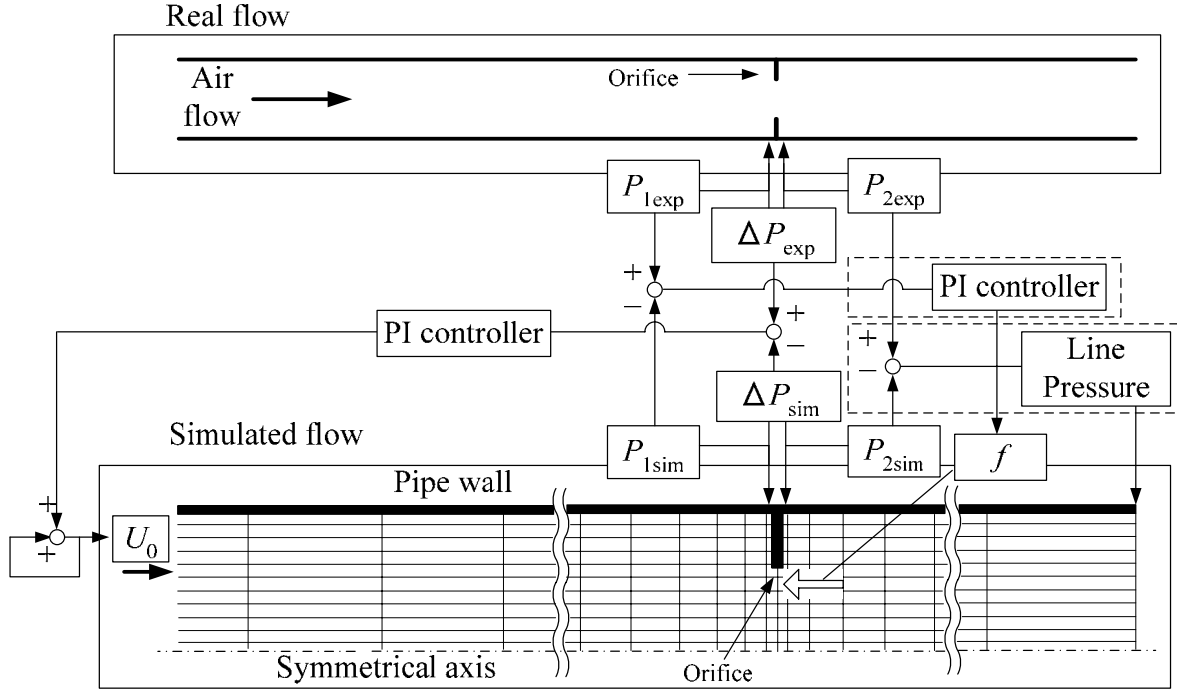 Real flow
Air
flow
Orifice
P1exp
P2exp
ΔPexp
+
−
PI controller
PI controller
+
−
+
−
Line
Pressure
ΔPsim
Simulated flow
P1sim
P2sim
f
Pipe wall
+
+
U0
Symmetrical axis
Orifice